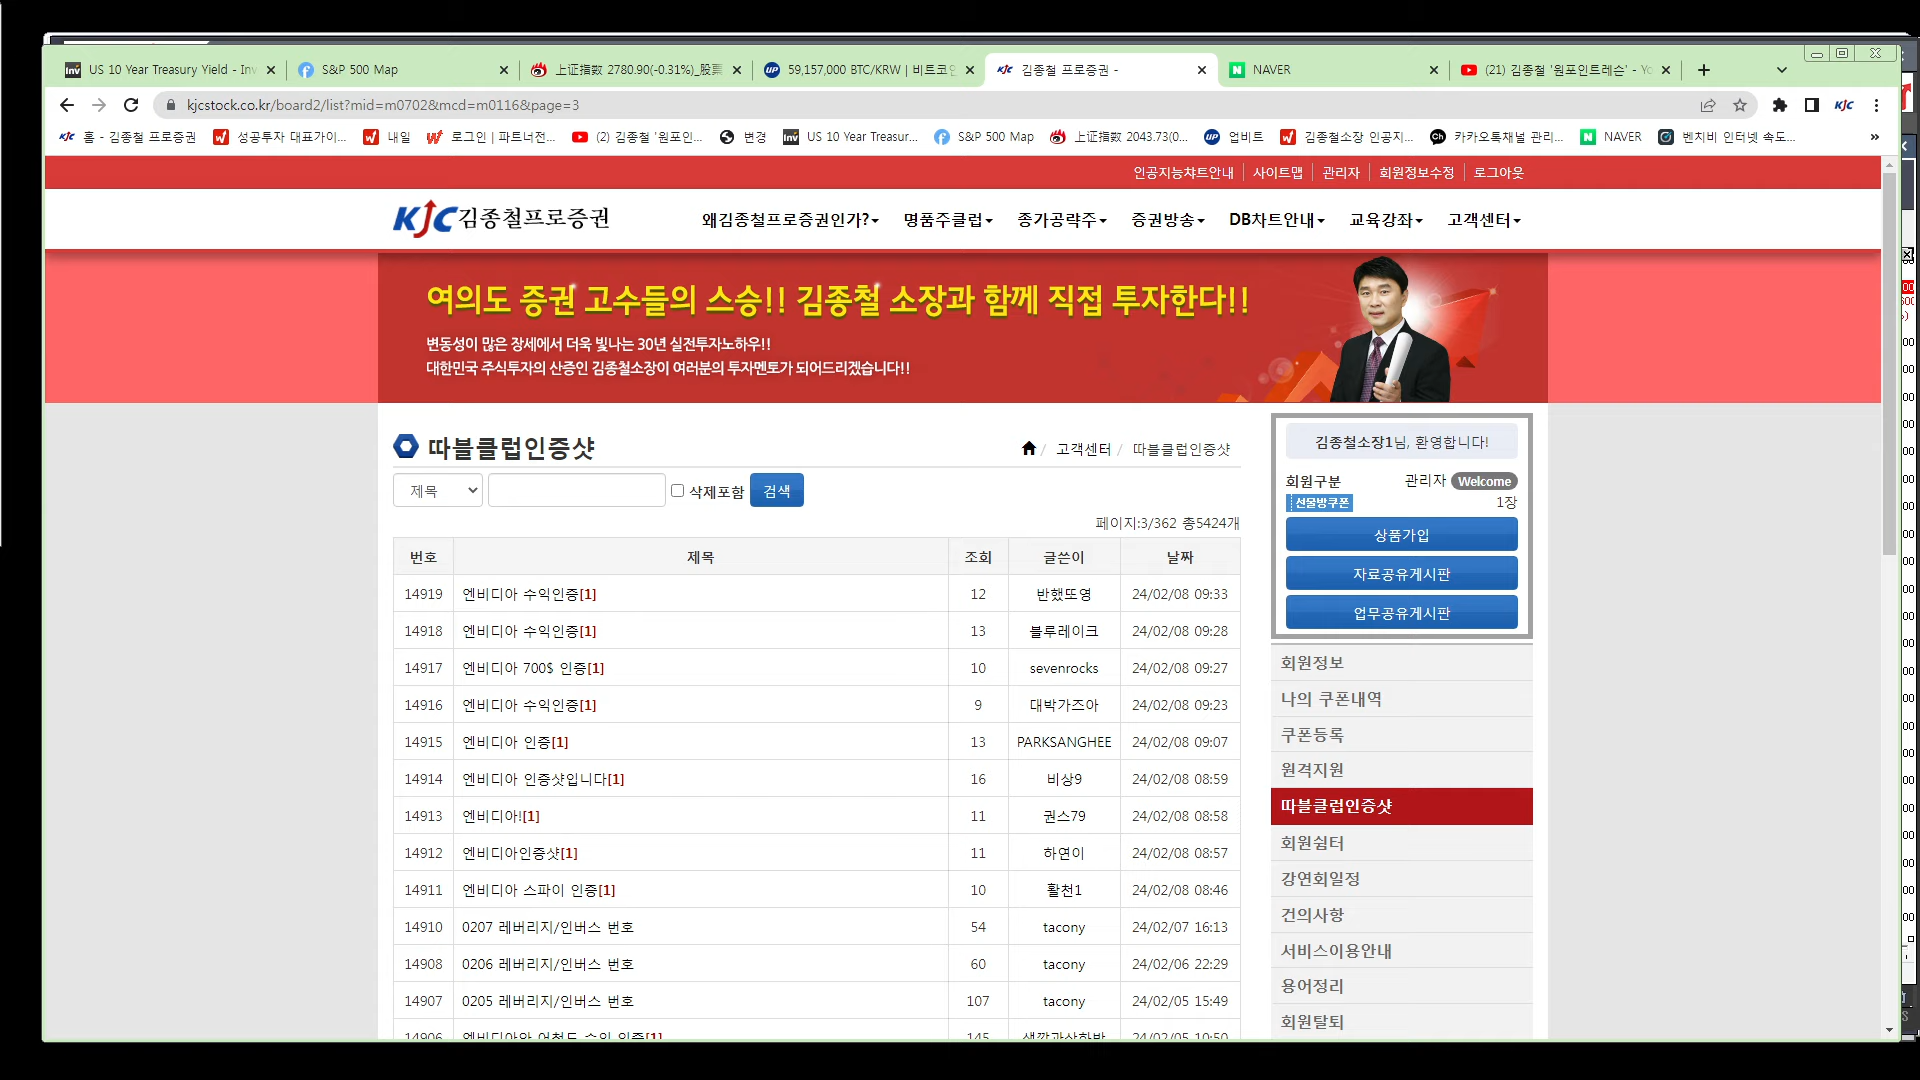 US 10 Year Treasury Yield - Inv
S&P 500 Map
上证指数 2780.90(-0.31%)_股票
59,157,000 BTC/KRW | 비트코인
김종철 프로증권 -
NAVER
(21) 김종철 '원포인트레슨' - Yo
kjcstock.co.kr/board2/list?mid=m0702&mcd=m0116&page=3
홈 - 김종철 프로증권
성공투자 대표가이...
내일
로그인 | 파트너전...
(2) 김종철 '원포인...
변경
US 10 Year Treasur...
S&P 500 Map
上证指数 2043.73(0...
업비트
김종철소장 인공지...
카카오톡채널 관리...
NAVER
벤치비 인터넷 속도...
인공지능챠트안내
사이트맵
관리자
회원정보수정
로그아웃
KJC김종철프로증권
왜김종철프로증권인가?
명품주클럽
종가공략주
증권방송
DB차트안내
교육강좌
고객센터
여의도 증권 고수들의 스승!! 김종철 소장과 함께 직접 투자한다!!
변동성이 많은 장세에서 더욱 빛나는 30년 실전투자노하우!!
대한민국 주식투자의 산증인 김종철소장이 여러분의 투자멘토가 되어드리겠습니다!!
따블클럽인증샷
/ 고객센터 / 따블클럽인증샷
제목
삭제포함
검색
페이지:3/362 총5424개
번호 제목 조회 글쓴이 날짜
14919 엔비디아 수익인증[1] 12 반했또영 24/02/08 09:33
14918 엔비디아 수익인증[1] 13 블루레이크 24/02/08 09:28
14917 엔비디아 700$ 인증[1] 10 sevenrocks 24/02/08 09:27
14916 엔비디아 수익인증[1] 9 대박가즈아 24/02/08 09:23
14915 엔비디아 인증[1] 13 PARKSANGHEE 24/02/08 09:07
14914 엔비디아 인증샷입니다[1] 16 비상9 24/02/08 08:59
14913 엔비디아![1] 11 권스79 24/02/08 08:58
14912 엔비디아인증샷[1] 11 하연이 24/02/08 08:57
14911 엔비디아 스파이 인증[1] 10 활천1 24/02/08 08:46
14910 0207 레버리지/인버스 번호 54 tacony 24/02/07 16:13
14908 0206 레버리지/인버스 번호 60 tacony 24/02/06 22:29
14907 0205 레버리지/인버스 번호 107 tacony 24/02/05 15:49
14906 145 24/02/05 10:50
김종철소장1님, 환영합니다!
회원구분 관리자 Welcome
선물방쿠폰 1장
상품가입
자료공유게시판
업무공유게시판
회원정보
나의 쿠폰내역
쿠폰등록
원격지원
따블클럽인증샷
회원쉼터
강연회일정
건의사항
서비스이용안내
용어정리
회원탈퇴